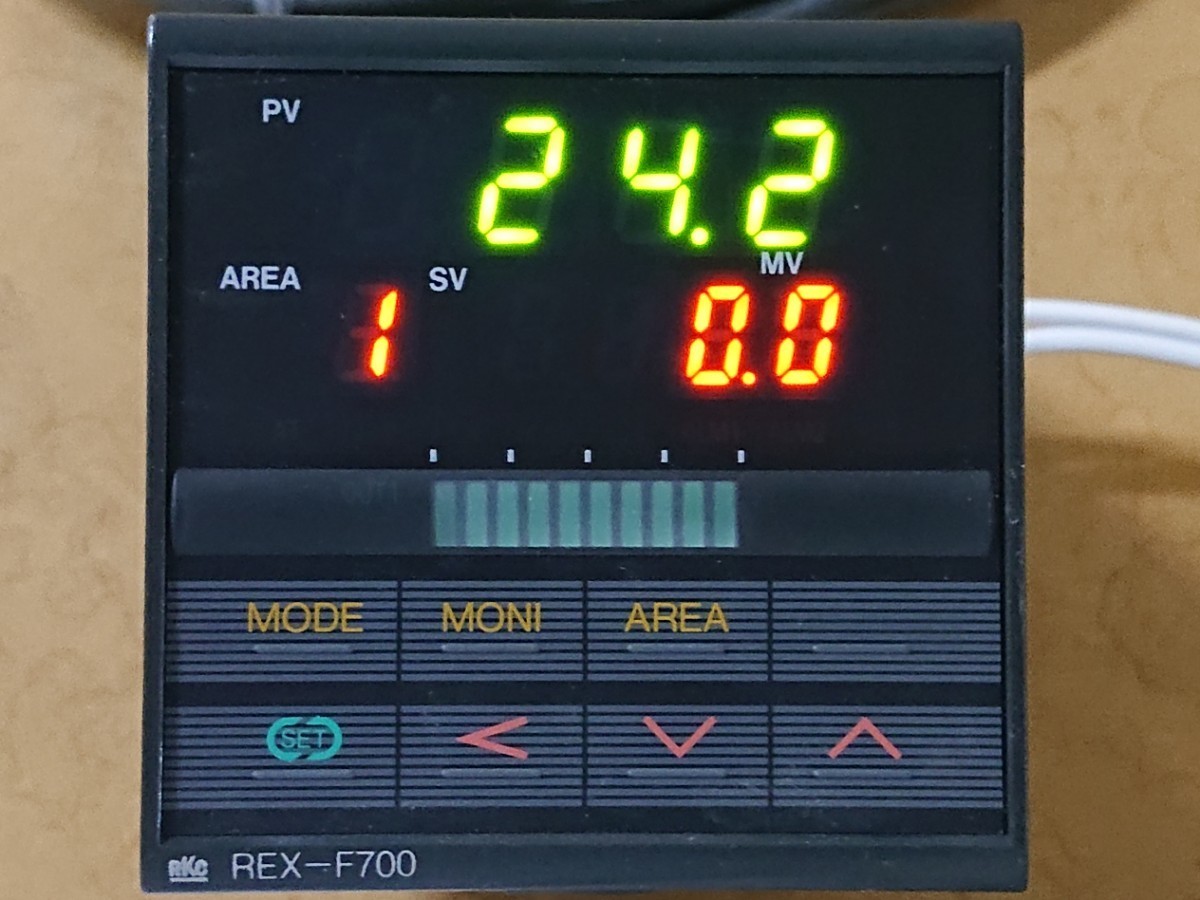 PV
24.2
AREA
SV
MV
1
0.0
MODE
MONI
AREA
SET
RKC REX-F700